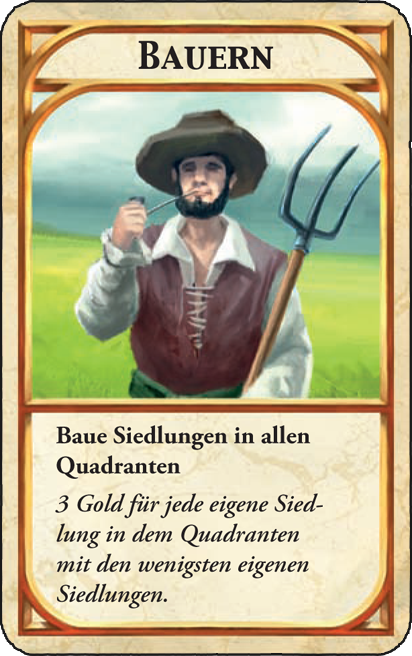 BAUERN
Baue Siedlungen in allen
Quadranten
3 Gold für jede eigene Sied-
lung in dem Quadranten
mit den wenigsten eigenen
Siedlungen.